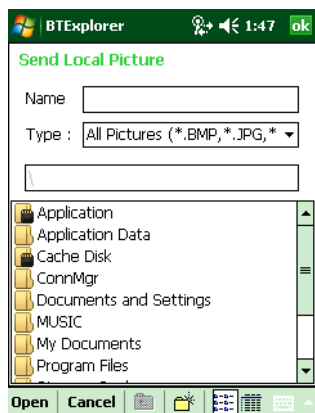 BTExplorer 1:47 ok
Send Local Picture
Name
Type : All Pictures (*.BMP,*.JPG,*
\
Application
Application Data
Cache Disk
ConnMgr
Documents and Settings
MUSIC
My Documents
Program Files
Open Cancel